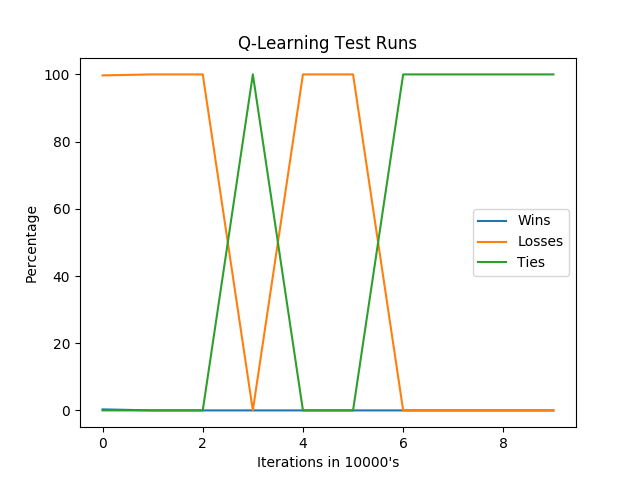 Q-Learning Test Runs
Percentage
100
80
60
40
20
0
Wins
Losses
Ties
0 2 4 6 8
Iterations in 10000's